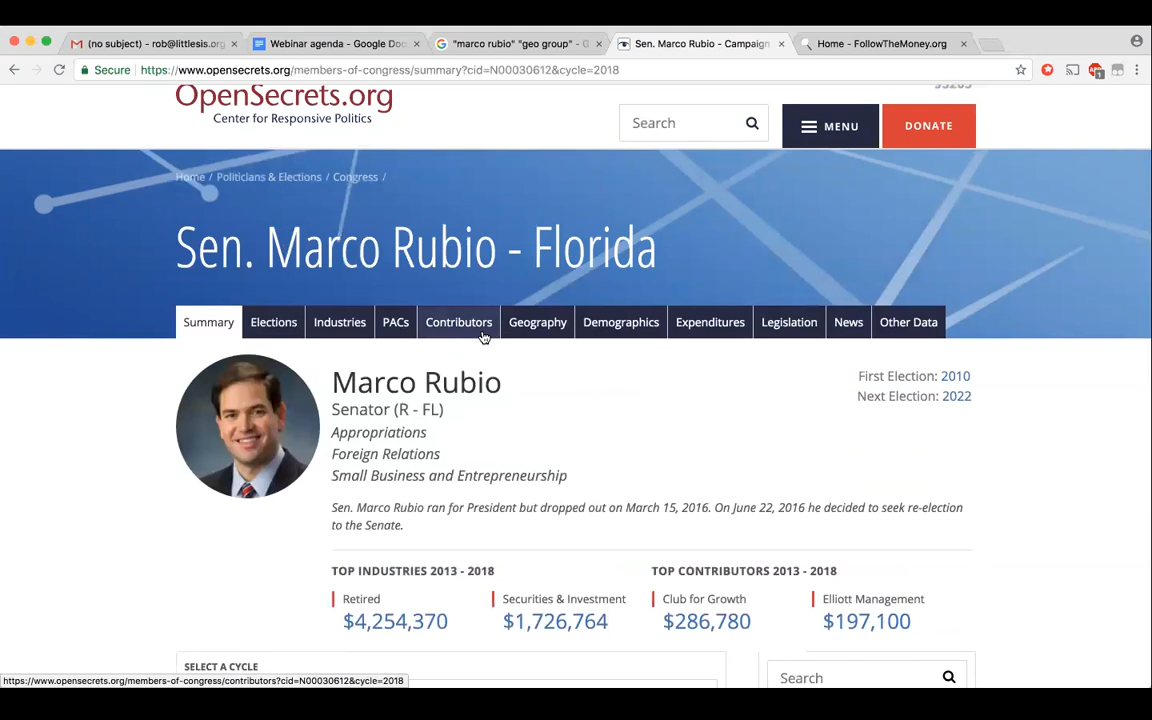 (no subject) - rob@littlesis.org
Webinar agenda - Google Doc
"marco rubio" "geo group" - G
Sen. Marco Rubio - Campaign
Home - FollowTheMoney.org
Secure
https://www.opensecrets.org/members-of-congress/summary?cid=N00030612&cycle=2018
OpenSecrets.org
Center for Responsive Politics
Search
MENU
DONATE
Home / Politicians & Elections / Congress /
Sen. Marco Rubio - Florida
Summary
Elections
Industries
PACs
Contributors
Geography
Demographics
Expenditures
Legislation
News
Other Data
Marco Rubio
Senator (R - FL)
Appropriations
Foreign Relations
Small Business and Entrepreneurship
First Election: 2010
Next Election: 2022
Sen. Marco Rubio ran for President but dropped out on March 15, 2016. On June 22, 2016 he decided to seek re-election
to the Senate.
TOP INDUSTRIES 2013 - 2018
Retired
$4,254,370
Securities & Investment
$1,726,764
TOP CONTRIBUTORS 2013 - 2018
Club for Growth
$286,780
Elliott Management
$197,100
SELECT A CYCLE
Search
https://www.opensecrets.org/members-of-congress/contributors?cid=N00030612&cycle=2018